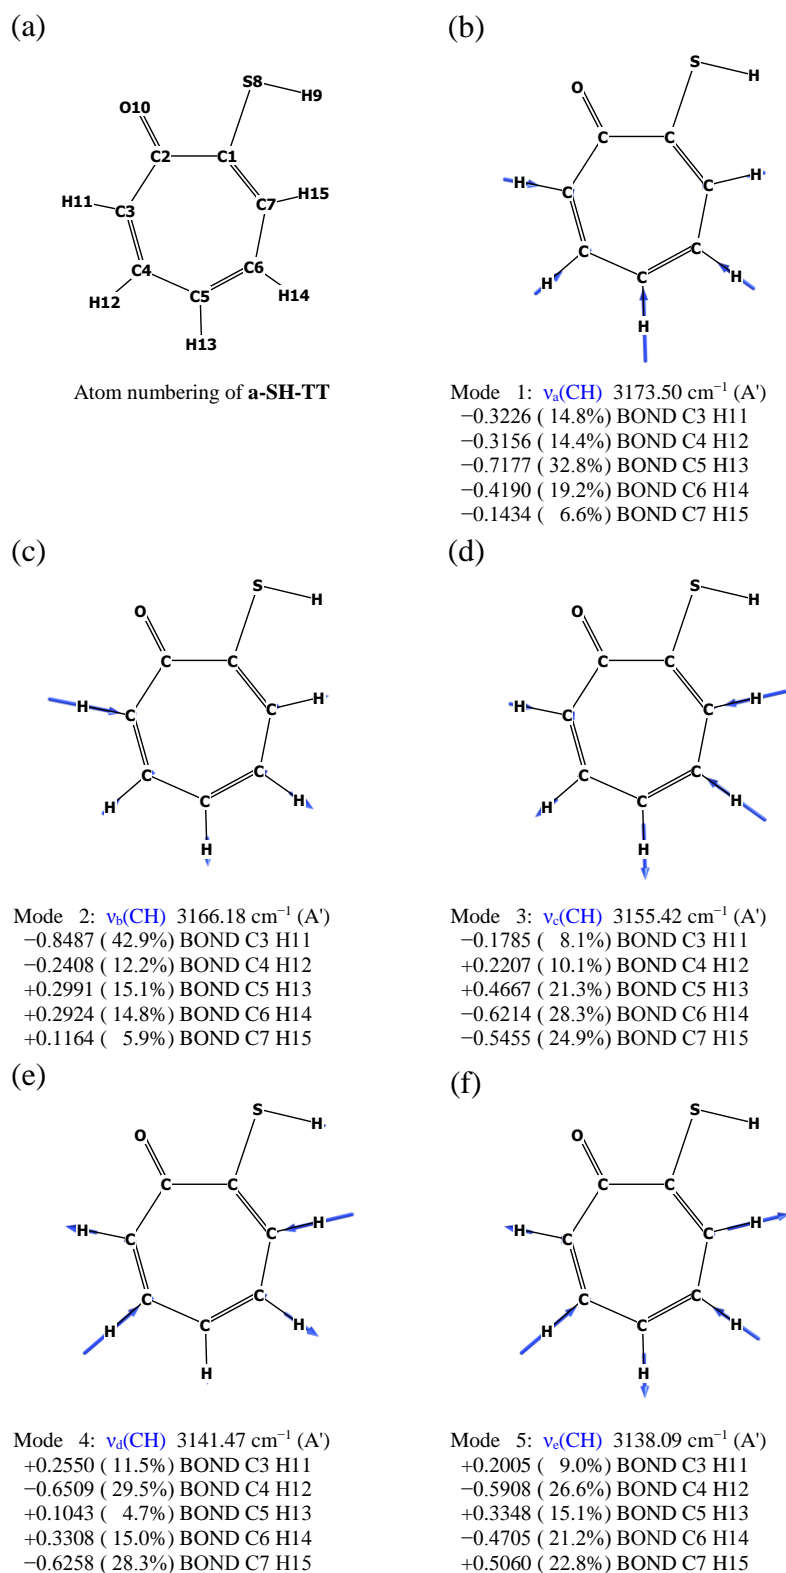 (a)
S8
H9
O10
C2
C1
H11
C3
C7
H15
C4
C6
H12
C5
H14
H13
Atom numbering of a-SH-TT
(b)
S
H
O
C
C
H
C
C
H
C
C
H
C
H
H
Mode 1: νa(CH) 3173.50 cm⁻¹ (A')
−0.3226 ( 14.8%) BOND C3 H11
−0.3156 ( 14.4%) BOND C4 H12
−0.7177 ( 32.8%) BOND C5 H13
−0.4190 ( 19.2%) BOND C6 H14
−0.1434 ( 6.6%) BOND C7 H15
(c)
S
H
O
C
C
H
C
C
H
C
C
H
C
H
H
Mode 2: νb(CH) 3166.18 cm⁻¹ (A')
−0.8487 ( 42.9%) BOND C3 H11
−0.2408 ( 12.2%) BOND C4 H12
+0.2991 ( 15.1%) BOND C5 H13
+0.2924 ( 14.8%) BOND C6 H14
+0.1164 ( 5.9%) BOND C7 H15
(d)
S
H
O
C
C
H
C
C
H
C
C
H
C
H
H
Mode 3: νc(CH) 3155.42 cm⁻¹ (A')
−0.1785 ( 8.1%) BOND C3 H11
+0.2207 ( 10.1%) BOND C4 H12
+0.4667 ( 21.3%) BOND C5 H13
−0.6214 ( 28.3%) BOND C6 H14
−0.5455 ( 24.9%) BOND C7 H15
(e)
S
H
O
C
C
H
C
C
H
C
C
H
C
H
H
Mode 4: νd(CH) 3141.47 cm⁻¹ (A')
+0.2550 ( 11.5%) BOND C3 H11
−0.6509 ( 29.5%) BOND C4 H12
+0.1043 ( 4.7%) BOND C5 H13
+0.3308 ( 15.0%) BOND C6 H14
−0.6258 ( 28.3%) BOND C7 H15
(f)
S
H
O
C
C
H
C
C
H
C
C
H
C
H
H
Mode 5: νe(CH) 3138.09 cm⁻¹ (A')
+0.2005 ( 9.0%) BOND C3 H11
−0.5908 ( 26.6%) BOND C4 H12
+0.3348 ( 15.1%) BOND C5 H13
−0.4705 ( 21.2%) BOND C6 H14
+0.5060 ( 22.8%) BOND C7 H15